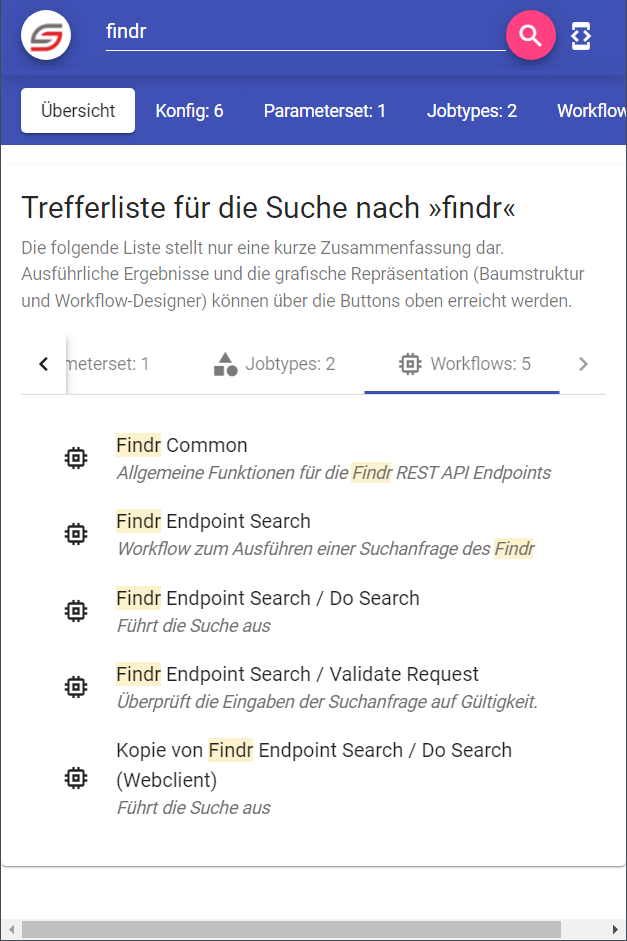 findr
Übersicht Konfig: 6 Parameterset: 1 Jobtypes: 2 Workflow
Trefferliste für die Suche nach »findr«
Die folgende Liste stellt nur eine kurze Zusammenfassung dar.
Ausführliche Ergebnisse und die grafische Repräsentation (Baumstruktur
und Workflow-Designer) können über die Buttons oben erreicht werden.
meterset: 1 Jobtypes: 2 Workflows: 5
Findr Common
Allgemeine Funktionen für die Findr REST API Endpoints
Findr Endpoint Search
Workflow zum Ausführen einer Suchanfrage des Findr
Findr Endpoint Search / Do Search
Führt die Suche aus
Findr Endpoint Search / Validate Request
Überprüft die Eingaben der Suchanfrage auf Gültigkeit.
Kopie von Findr Endpoint Search / Do Search
(Webclient)
Führt die Suche aus